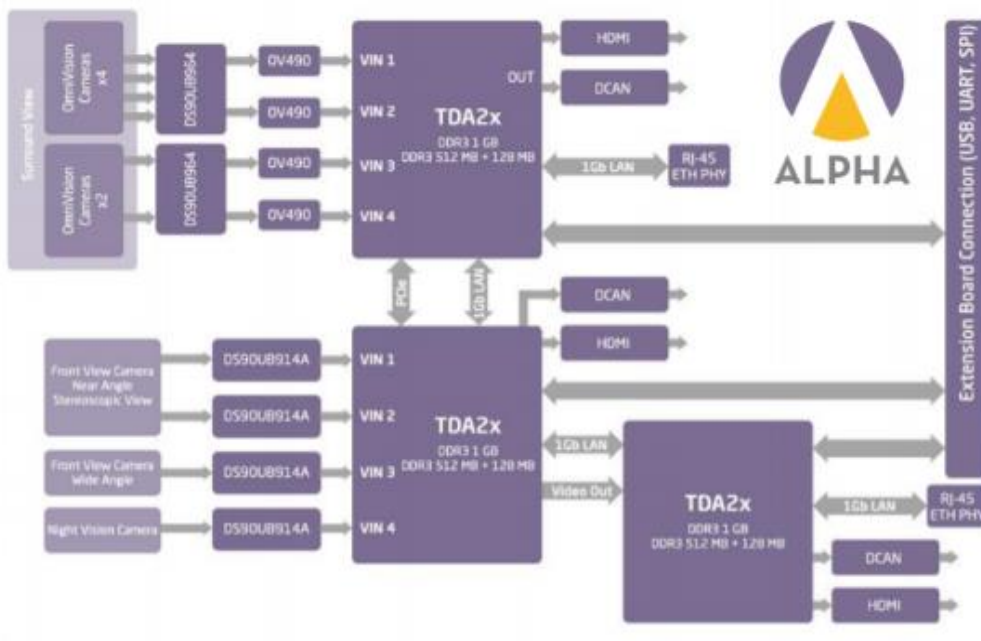 Surround View
OmniVision
Cameras
x4
DS90UB964
OV490
OV490
OmniVision
Cameras
x2
DS90UB964
OV490
OV490
VIN 1
VIN 2
VIN 3
VIN 4
OUT
TDA2x
DDR3 1 GB
DDR3 512 MB + 128 MB
HDMI
DCAN
1Gb LAN
RJ-45
ETH PHY
ALPHA
Extension Board Connection (USB, UART, SPI)
PCIe
1Gb LAN
DCAN
HDMI
Front View Camera
Near Angle
Stereoscopic View
DS90UB914A
DS90UB914A
Front View Camera
Wide Angle
DS90UB914A
Night Vision Camera
DS90UB914A
VIN 1
VIN 2
VIN 3
VIN 4
TDA2x
DDR3 1 GB
DDR3 512 MB + 128 MB
1Gb LAN
Video Out
TDA2x
DDR3 1 GB
DDR3 512 MB + 128 MB
1Gb LAN
RJ-45
ETH PHY
DCAN
HDMI